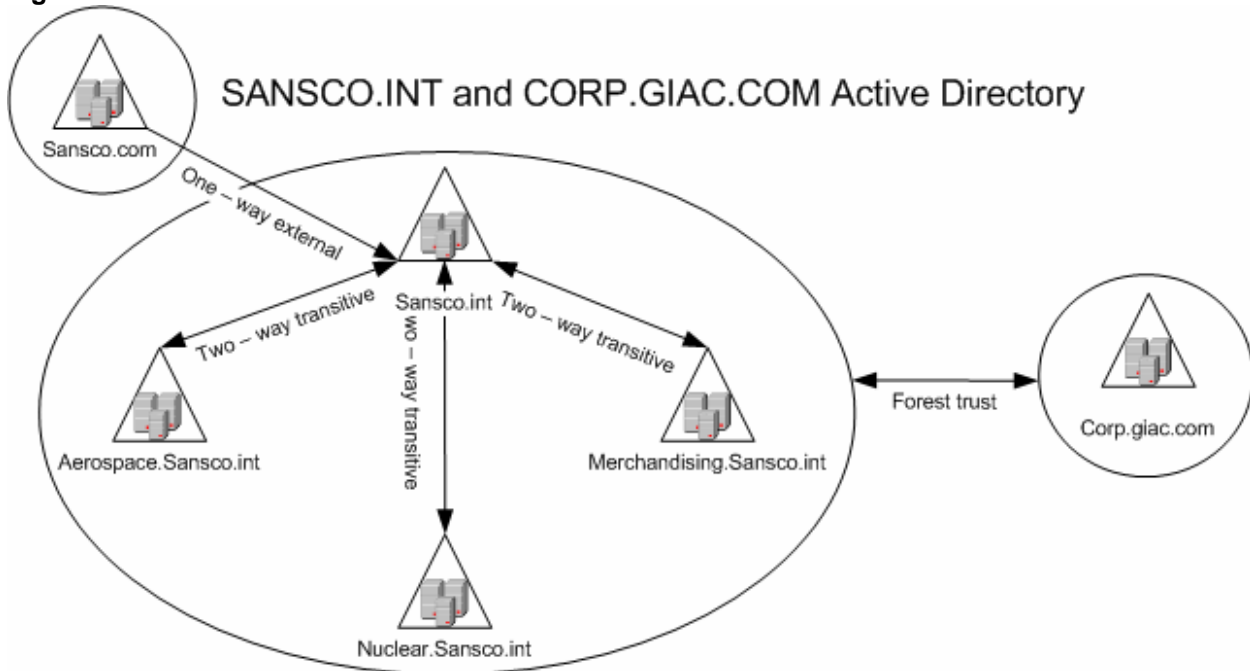 SANSCO.INT and CORP.GIAC.COM Active Directory
Sansco.com
One – way external
Sansco.int
Two – way transitive
wo – way transitive
Two – way transitive
Aerospace.Sansco.int
Merchandising.Sansco.int
Nuclear.Sansco.int
Forest trust
Corp.giac.com